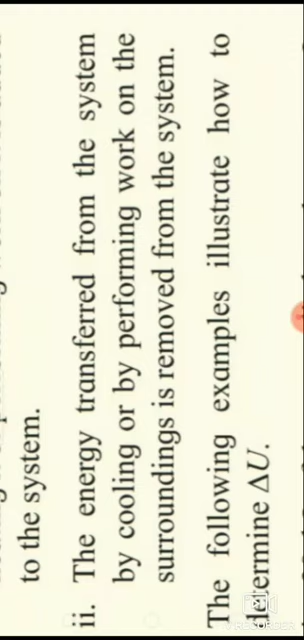 to the system.
ii. The energy transferred from the system
by cooling or by performing work on the
surroundings is removed from the system.
The following examples illustrate how to
determine ΔU.
RECORDER